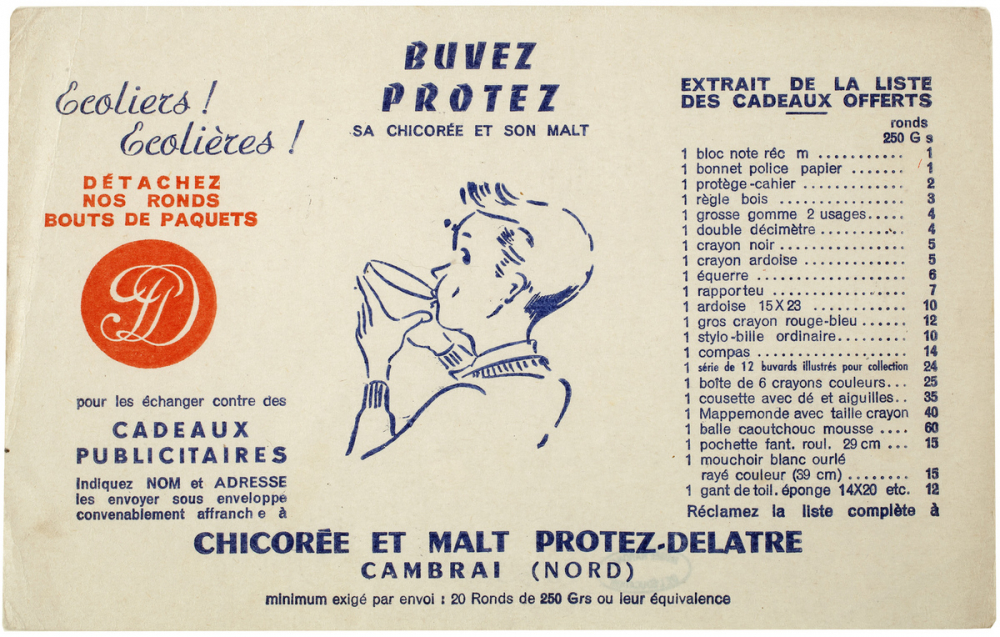 BUVEZ
PROTEZ
SA CHICORÉE ET SON MALT
Ecoliers !
Ecolières !
DÉTACHEZ
NOS RONDS
BOUTS DE PAQUETS
PD
pour les échanger contre des
CADEAUX
PUBLICITAIRES
Indiquez NOM et ADRESSE
les envoyer sous enveloppe
convenablement affranch e à
EXTRAIT DE LA LISTE
DES CADEAUX OFFERTS
ronds
250 G s
1 bloc note réc m ........... 1
1 bonnet police papier ....... 1
1 protège-cahier ............. 2
1 règle bois ................. 3
1 grosse gomme 2 usages..... 4
1 double décimètre ........... 4
1 crayon noir ................ 5
1 crayon ardoise ............. 5
1 équerre .................... 6
1 rapporteu .................. 7
1 ardoise 15X23 ............. 10
1 gros crayon rouge-bleu ...... 12
1 stylo-bille ordinaire......... 10
1 compas .................... 14
1 série de 12 buvards illustrés pour collection 24
1 boîte de 6 crayons couleurs... 25
1 cousette avec dé et aiguilles.. 35
1 Mappemonde avec taille crayon 40
1 balle caoutchouc mousse .... 60
1 pochette fant. roul. 29 cm ... 15
1 mouchoir blanc ourlé
rayé couleur (39 cm) ........ 15
1 gant de toil. éponge 14X20 etc. 12
Réclamez la liste complète à
CHICORÉE ET MALT PROTEZ-DELATRE
CAMBRAI (NORD)
minimum exigé par envoi : 20 Ronds de 250 Grs ou leur équivalence